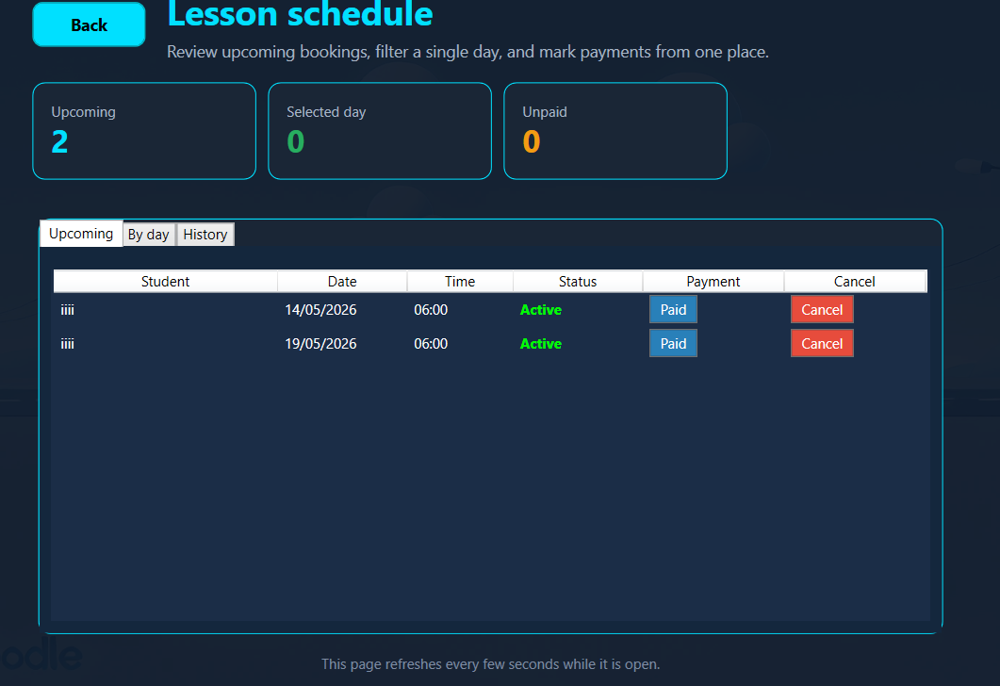 Back
Lesson schedule
Review upcoming bookings, filter a single day, and mark payments from one place.
Upcoming
2
Selected day
0
Unpaid
0
Upcoming By day History
Student Date Time Status Payment Cancel
iiii 14/05/2026 06:00 Active Paid Cancel
iiii 19/05/2026 06:00 Active Paid Cancel
odle
This page refreshes every few seconds while it is open.